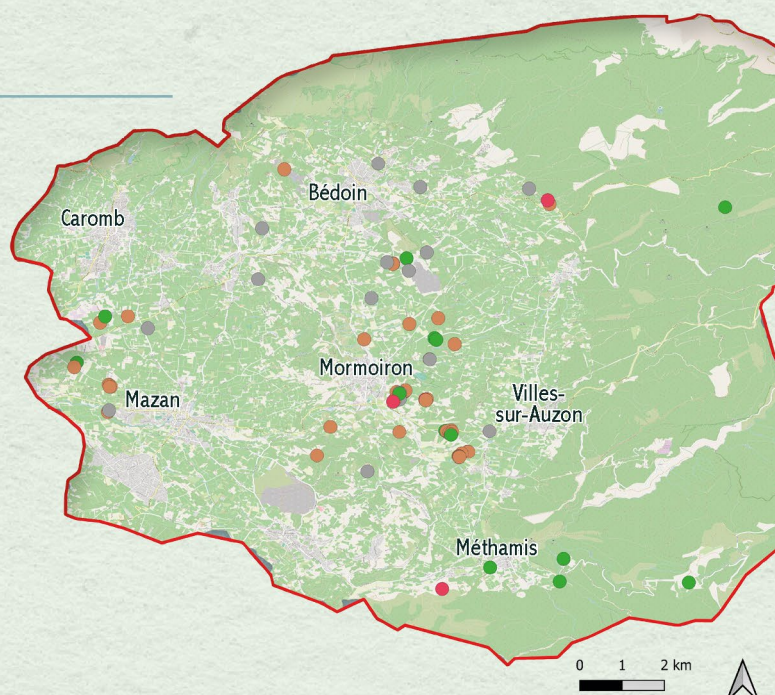 Bédoin
Caromb
Mormoiron
Mazan
Villes-
sur-Auzon
Méthamis
0 1 2 km